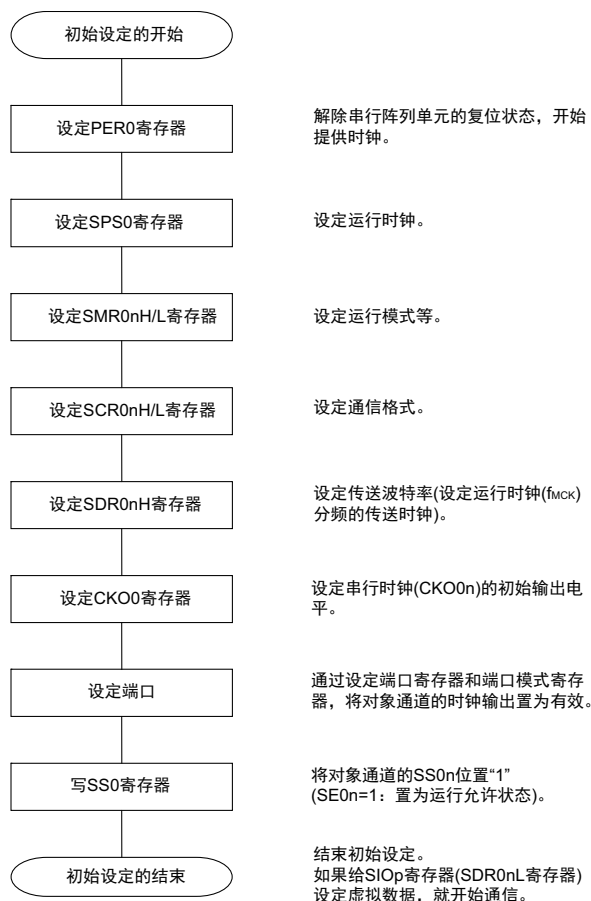 初始设定的开始
设定PER0寄存器
解除串行阵列单元的复位状态，开始
提供时钟。
设定SPS0寄存器
设定运行时钟。
设定SMR0nH/L寄存器
设定运行模式等。
设定SCR0nH/L寄存器
设定通信格式。
设定SDR0nH寄存器
设定传送波特率(设定运行时钟(fMCK)
分频的传送时钟)。
设定CKO0寄存器
设定串行时钟(CKO0n)的初始输出电
平。
设定端口
通过设定端口寄存器和端口模式寄存
器，将对象通道的时钟输出置为有效。
写SS0寄存器
将对象通道的SS0n位置“1”
(SE0n=1：置为运行允许状态)。
初始设定的结束
结束初始设定。
如果给SIOp寄存器(SDR0nL寄存器)
设定虚拟数据，就开始通信。